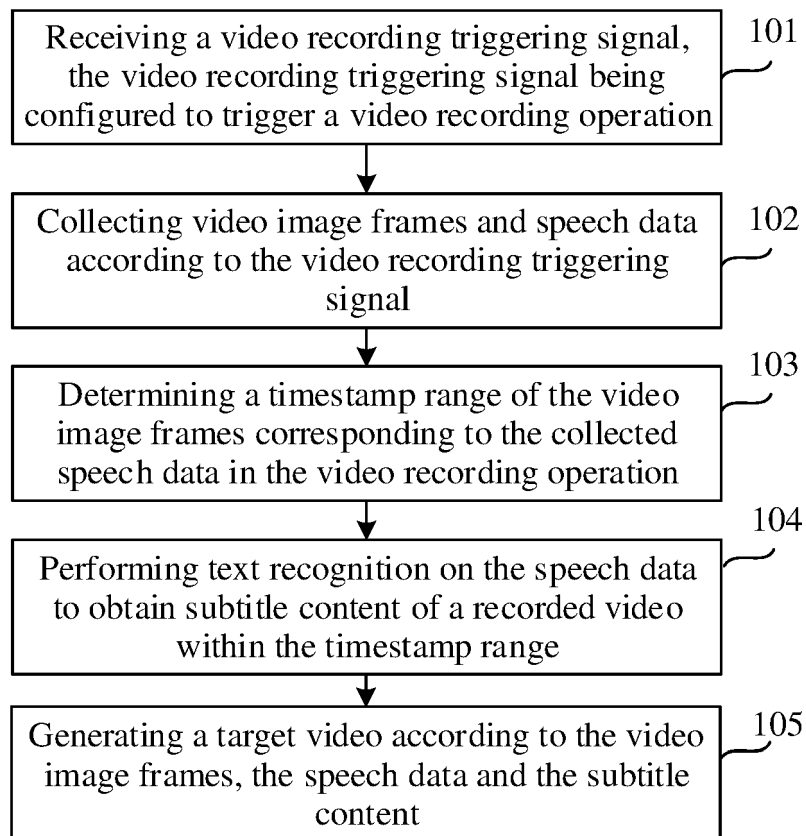 Receiving a video recording triggering signal,
the video recording triggering signal being
configured to trigger a video recording operation
101
Collecting video image frames and speech data
according to the video recording triggering
signal
102
Determining a timestamp range of the video
image frames corresponding to the collected
speech data in the video recording operation
103
Performing text recognition on the speech data
to obtain subtitle content of a recorded video
within the timestamp range
104
Generating a target video according to the video
image frames, the speech data and the subtitle
content
105